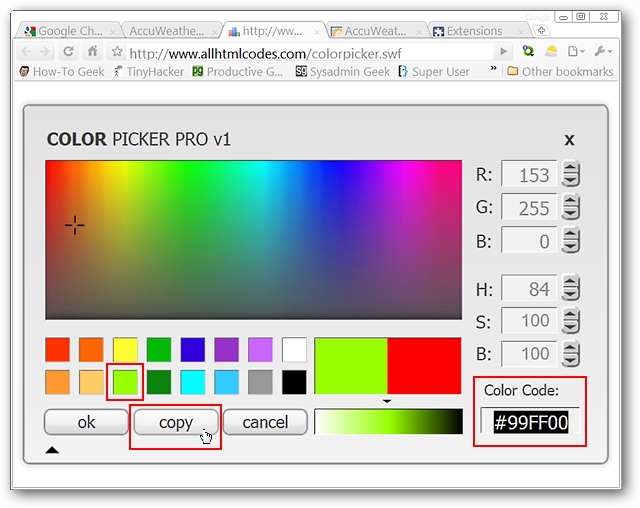 Google
Google Ch...
AccuWeathe...
http://ww...
AccuWeat...
Extensions
http://www.allhtmlcodes.com/colorpicker.swf
How-To Geek
TinyHacker
Productive G...
Sysadmin Geek
Super User
»
Other bookmarks
COLOR PICKER PRO v1
x
R: 153
G: 255
B: 0
H: 84
S: 100
B: 100
Color Code:
#99FF00
ok
copy
cancel